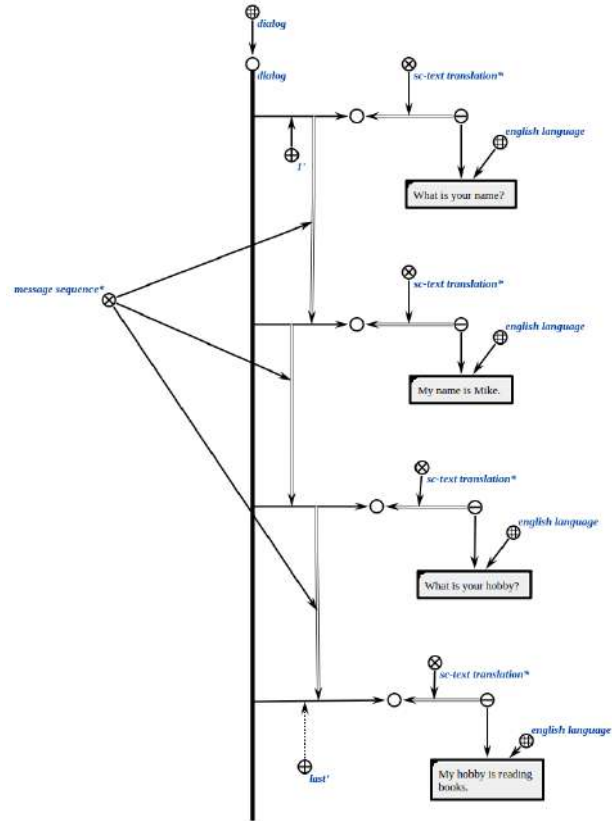 dialog
dialog
sc-text translation*
english language
1'
What is your name?
message sequence*
sc-text translation*
english language
My name is Mike.
sc-text translation*
english language
What is your hobby?
sc-text translation*
english language
My hobby is reading
books.
last'